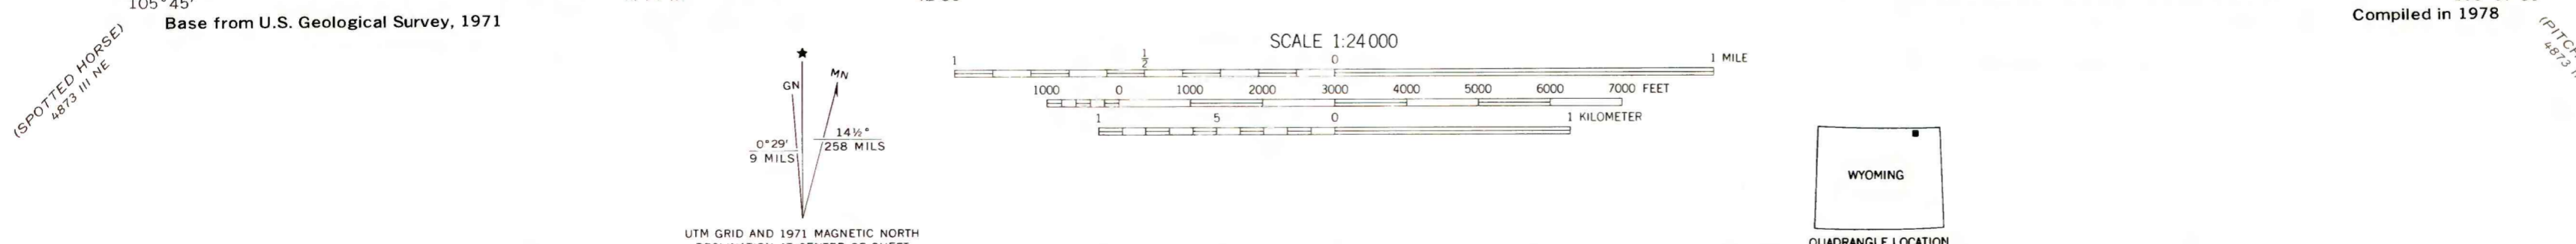 105°45'
Base from U.S. Geological Survey, 1971
(SPOTTED HORSE)
4873 III NE
★
GN
MN
0°29'
9 MILS
14½°
258 MILS
UTM GRID AND 1971 MAGNETIC NORTH
SCALE 1:24 000
1 ½ 0 1 MILE
1000 0 1000 2000 3000 4000 5000 6000 7000 FEET
1 5 0 1 KILOMETER
WYOMING
QUADRANGLE LOCATION
Compiled in 1978